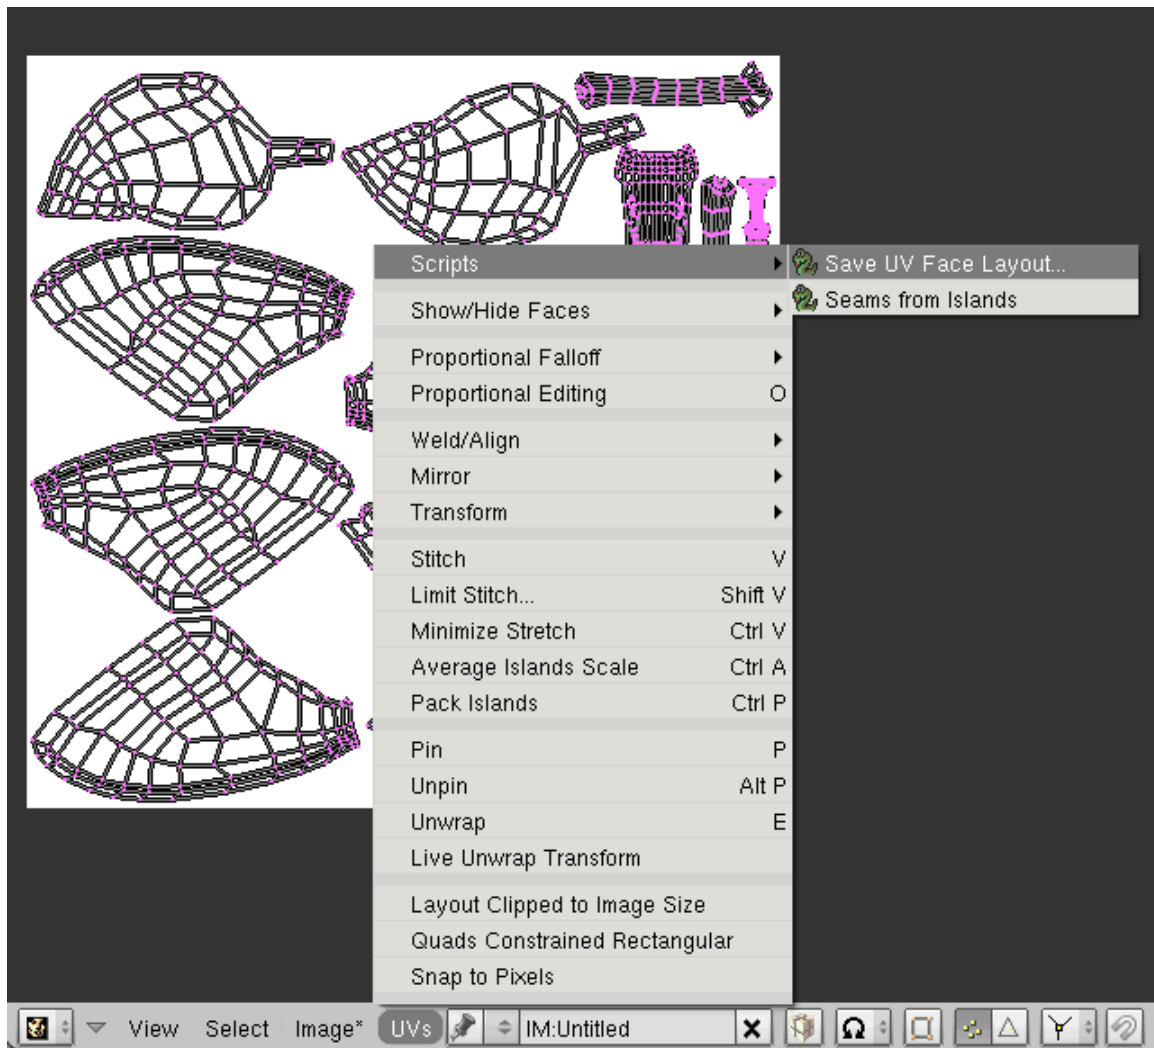 Scripts
Save UV Face Layout...
Seams from Islands
Show/Hide Faces
Proportional Falloff
Proportional Editing O
Weld/Align
Mirror
Transform
Stitch V
Limit Stitch... Shift V
Minimize Stretch Ctrl V
Average Islands Scale Ctrl A
Pack Islands Ctrl P
Pin P
Unpin Alt P
Unwrap E
Live Unwrap Transform
Layout Clipped to Image Size
Quads Constrained Rectangular
Snap to Pixels
View Select Image* UVs IM:Untitled